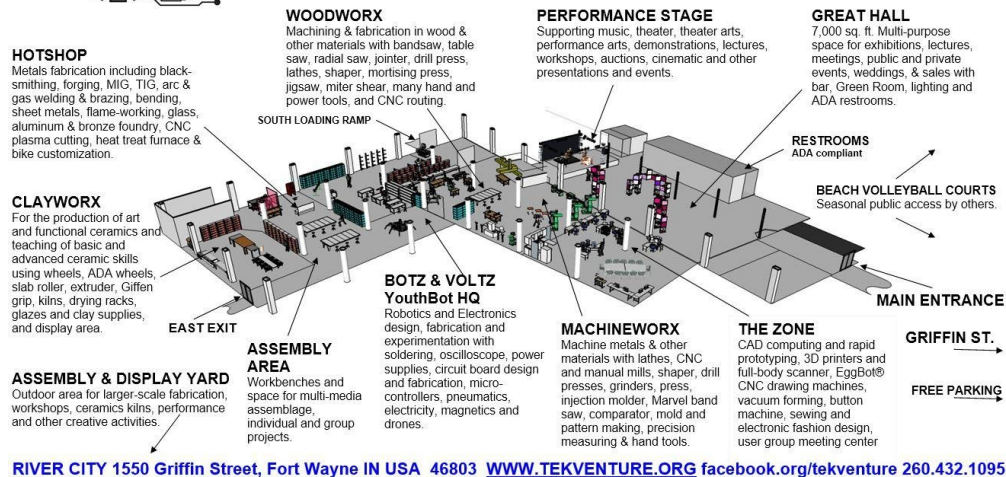 HOTSHOP
Metals fabrication including black-
smithing, forging, MIG, TIG, arc &
gas welding & brazing, bending,
sheet metals, flame-working, glass,
aluminum & bronze foundry, CNC
plasma cutting, heat treat furnace &
bike customization.
WOODWORX
Machining & fabrication in wood &
other materials with bandsaw, table
saw, radial saw, jointer, drill press,
lathes, shaper, mortising press,
jigsaw, miter shear, many hand and
power tools, and CNC routing.
SOUTH LOADING RAMP
PERFORMANCE STAGE
Supporting music, theater, theater arts,
performance arts, demonstrations, lectures,
workshops, auctions, cinematic and other
presentations and events.
GREAT HALL
7,000 sq. ft. Multi-purpose
space for exhibitions, lectures,
meetings, public and private
events, weddings, & sales with
bar, Green Room, lighting and
ADA restrooms.
RESTROOMS
ADA compliant
BEACH VOLLEYBALL COURTS
Seasonal public access by others.
CLAYWORX
For the production of art
and functional ceramics and
teaching of basic and
advanced ceramic skills
using wheels, ADA wheels,
slab roller, extruder, Giffen
grip, kilns, drying racks,
glazes and clay supplies,
and display area.
EAST EXIT
ASSEMBLY
AREA
Workbenches and
space for multi-media
assemblage,
individual and group
projects.
BOTZ & VOLTZ
YouthBot HQ
Robotics and Electronics
design, fabrication and
experimentation with
soldering, oscilloscope, power
supplies, circuit board design
and fabrication, micro-
controllers, pneumatics,
electricity, magnetics and
drones.
MACHINEWORX
Machine metals & other
materials with lathes, CNC
and manual mills, shaper, drill
presses, grinders, press,
injection molder, Marvel band
saw, comparator, mold and
pattern making, precision
measuring & hand tools.
THE ZONE
CAD computing and rapid
prototyping, 3D printers and
full-body scanner, EggBot®
CNC drawing machines,
vacuum forming, button
machine, sewing and
electronic fashion design,
user group meeting center
MAIN ENTRANCE
GRIFFIN ST.
FREE PARKING
ASSEMBLY & DISPLAY YARD
Outdoor area for larger-scale fabrication,
workshops, ceramics kilns, performance
and other creative activities.
RIVER CITY 1550 Griffin Street, Fort Wayne IN USA 46803 WWW.TEKVENTURE.ORG facebook.org/tekventure 260.432.1095